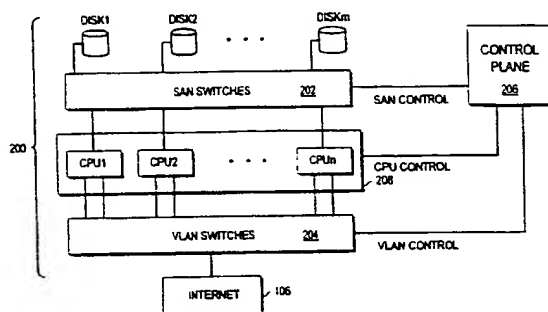 DISK1
DISK2
DISKm
CONTROL
PLANE
206
SAN SWITCHES 202
SAN CONTROL
200
CPU1
CPU2
CPUn
CPU CONTROL
208
VLAN SWITCHES 204
VLAN CONTROL
INTERNET
106